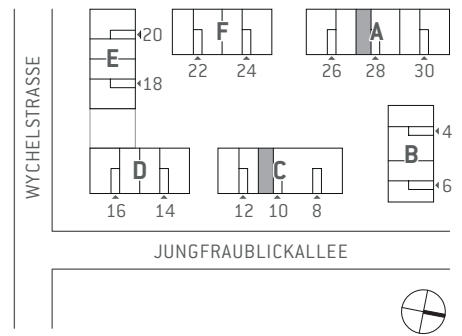 E
20
18
F
22
24
A
26
28
30
B
4
6
D
16
14
C
12
10
8
WYCHELSTRASSE
JUNGFRAUBLICKALLEE